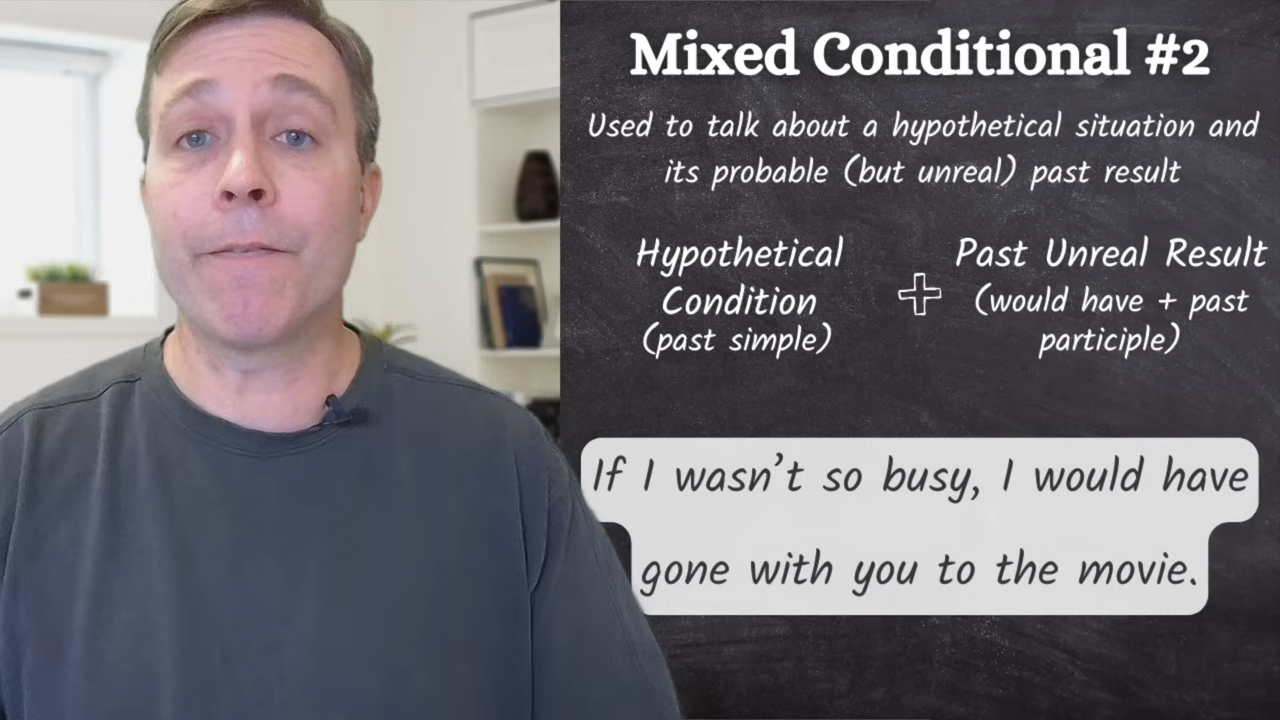 Mixed Conditional #2
Used to talk about a hypothetical situation and
its probable (but unreal) past result
Hypothetical
Condition
(past simple)
Past Unreal Result
(would have + past
participle)
If I wasn’t so busy, I would have
gone with you to the movie.